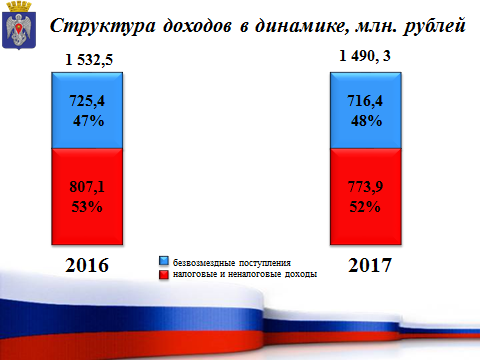 Структура доходов в динамике, млн. рублей
1 532,5
1 490, 3
725,4
47%
716,4
48%
807,1
53%
773,9
52%
2016
безвозмездные поступления
налоговые и неналоговые доходы
2017